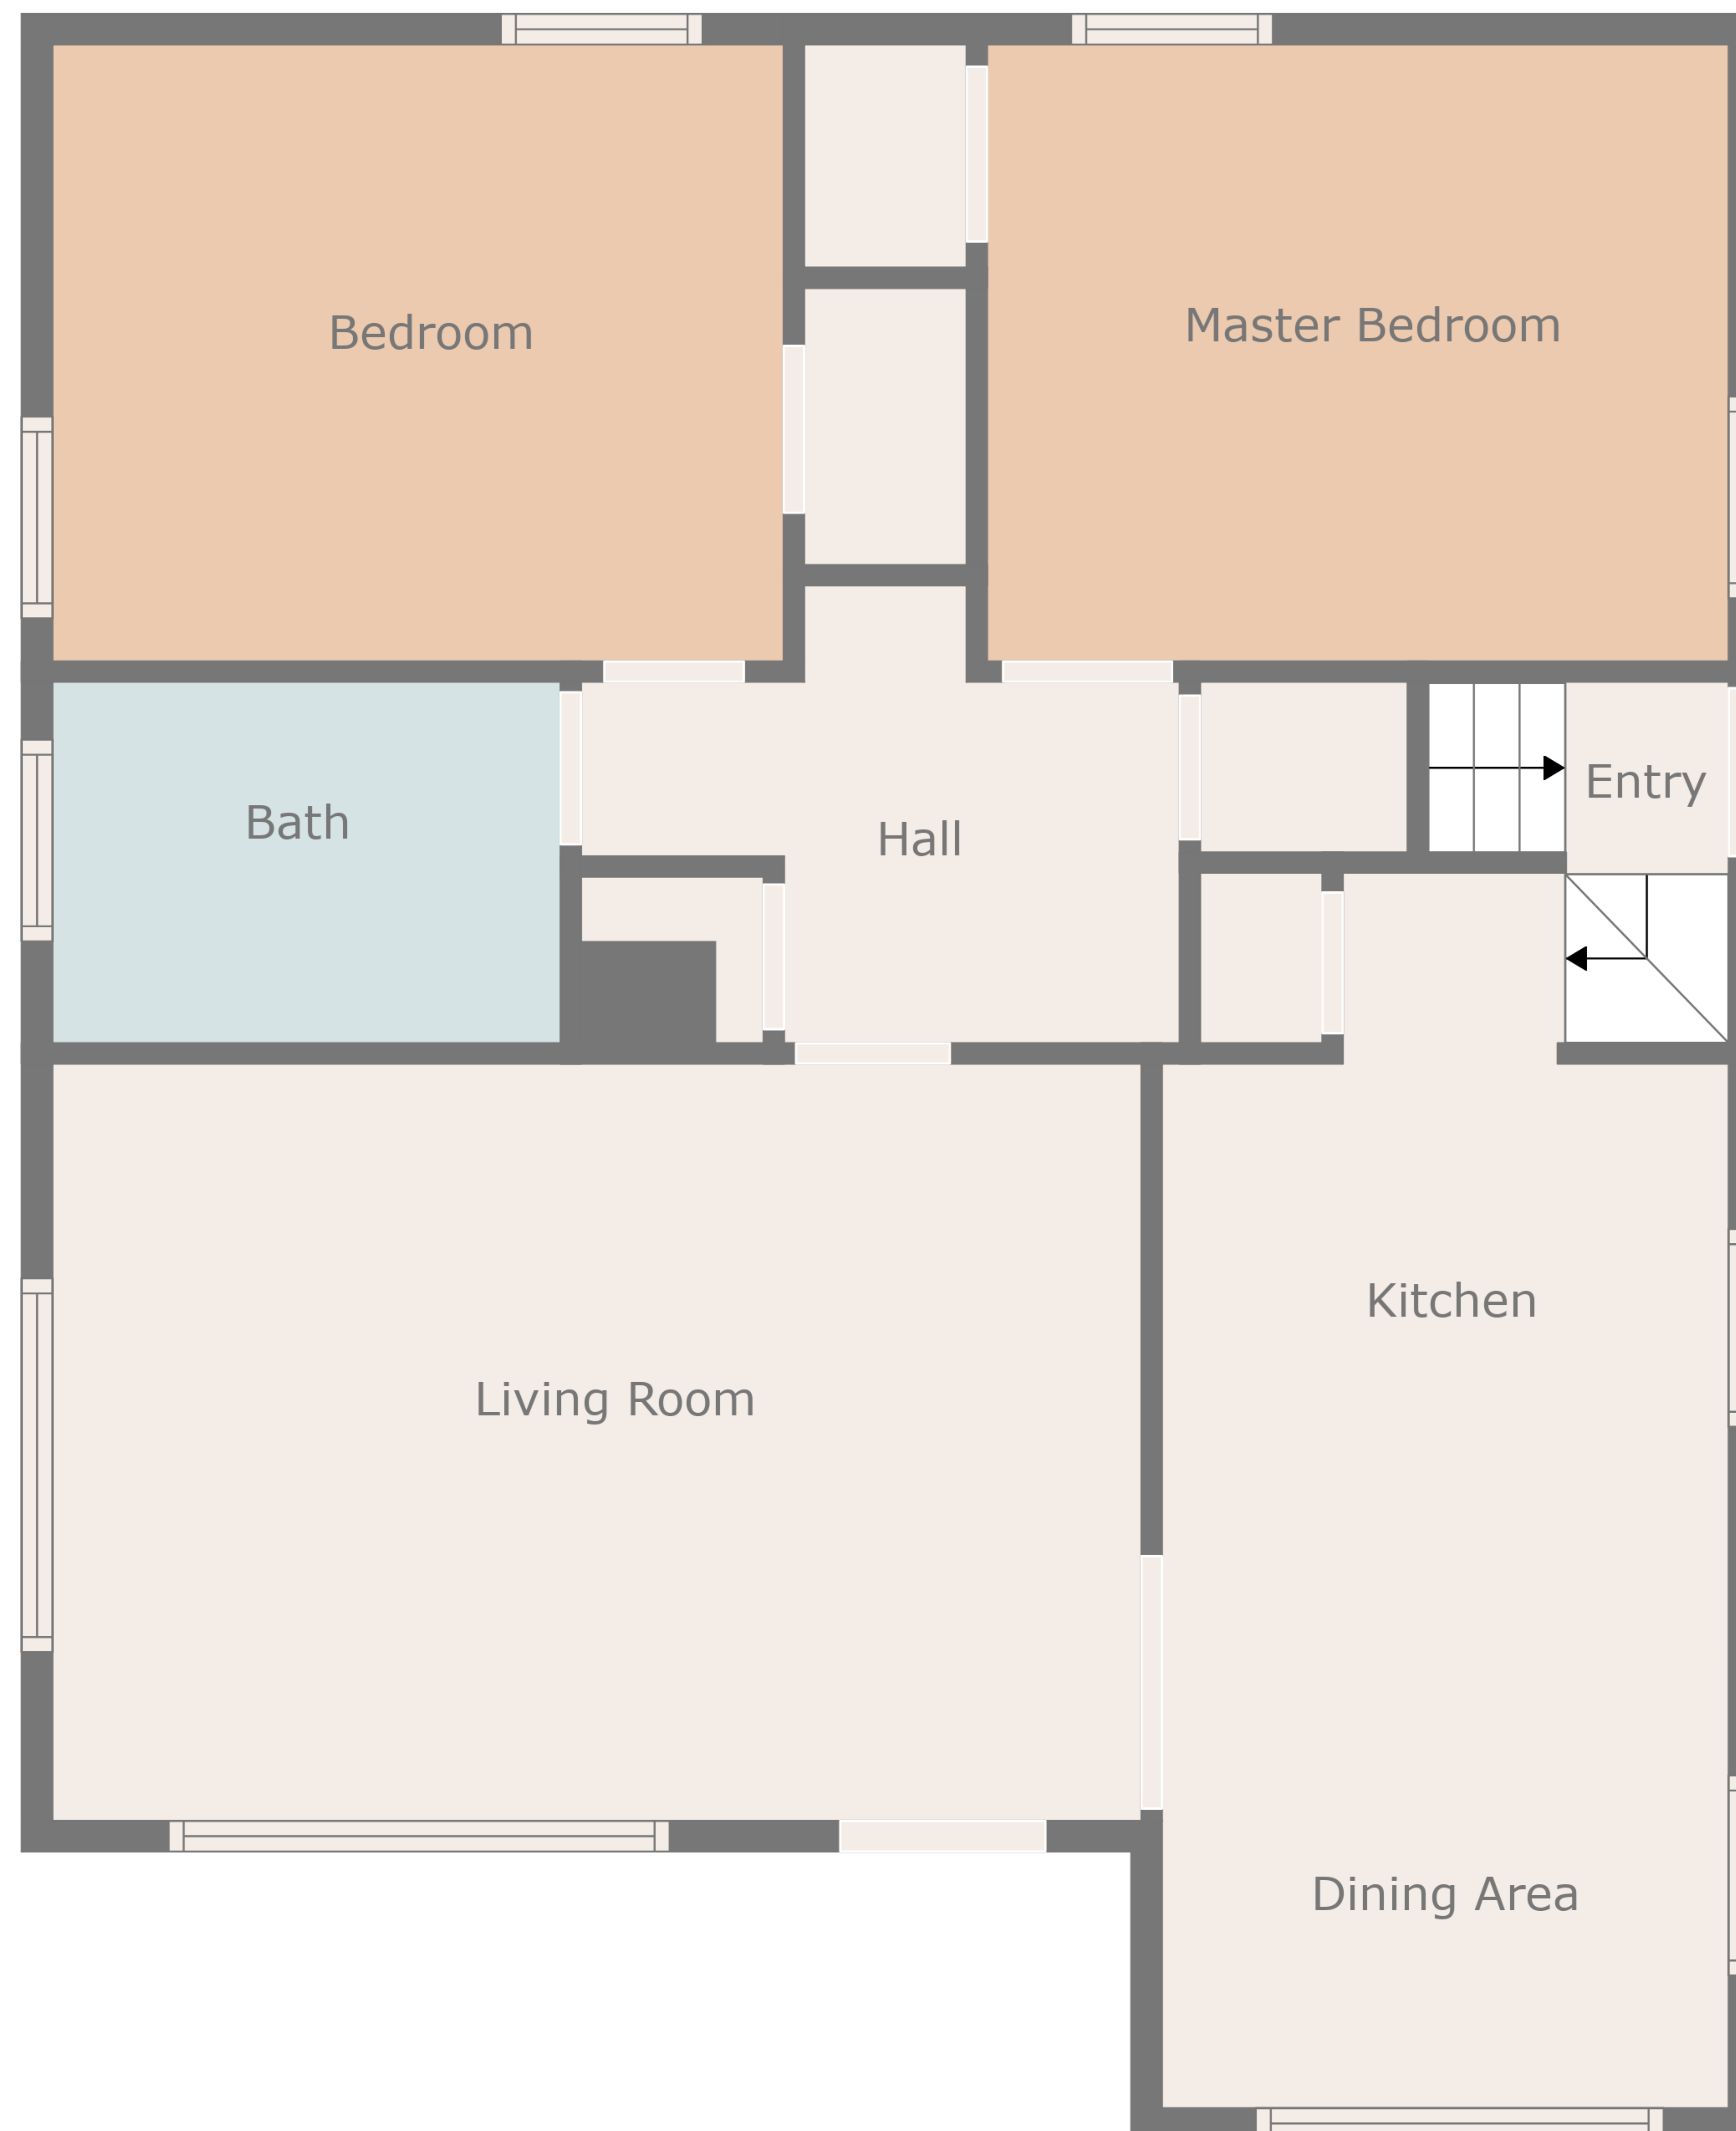 Bedroom
Master Bedroom
Bath
Hall
Entry
Living Room
Kitchen
Dining Area